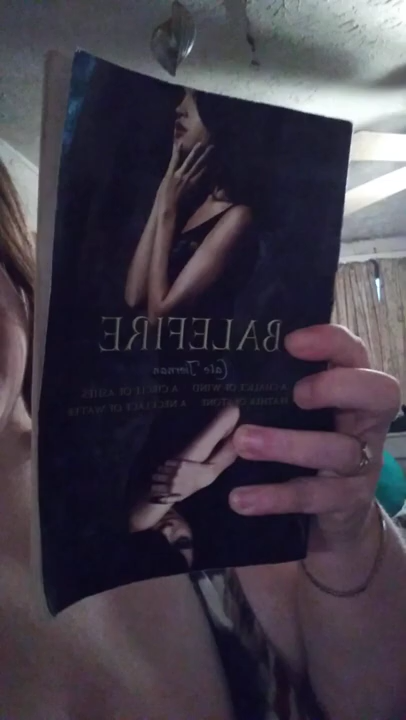 BALEFIRE
Cate Tiernan
A CHALICE OF WIND A CIRCLE OF ASHES
A FEATHER OF STONE A NECKLACE OF WATER